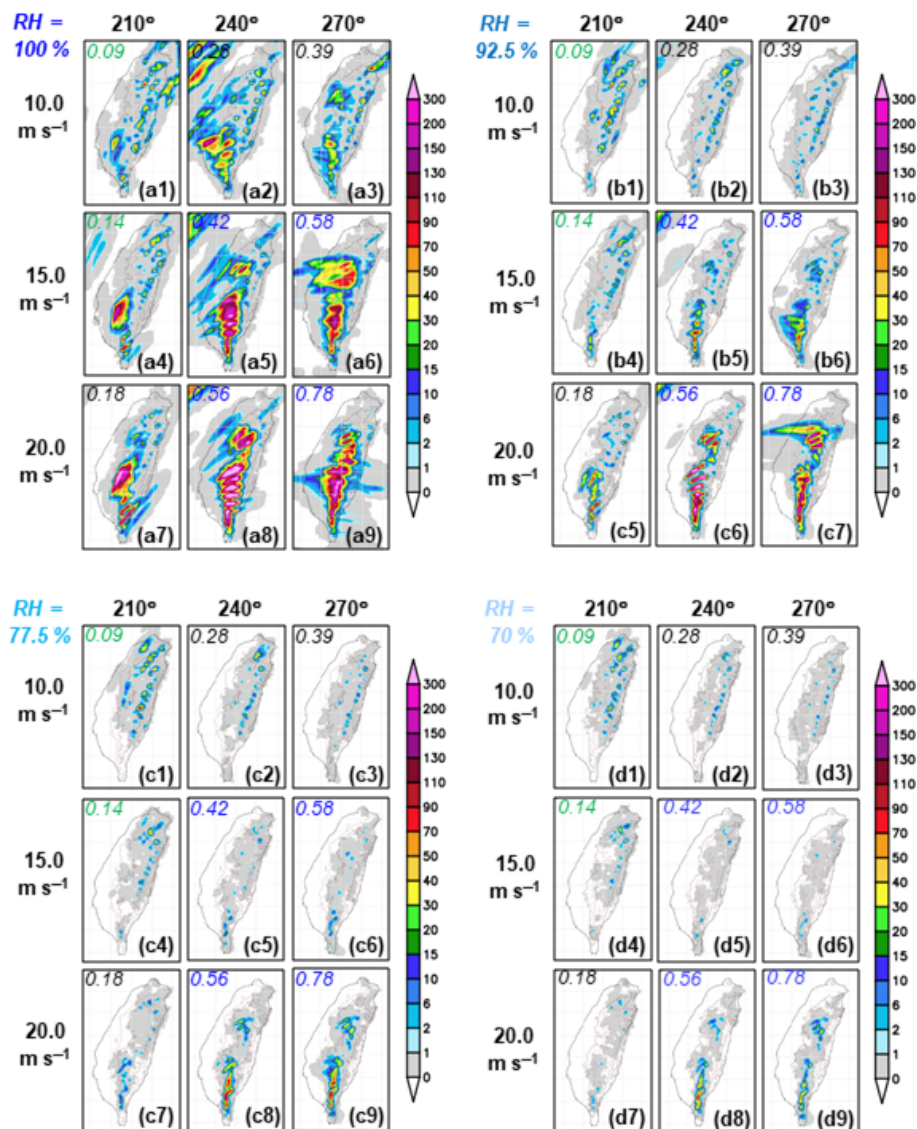 RH = 210° 240° 270°
100 %
0.09 0.28 0.39
10.0
m s⁻¹
(a1) (a2) (a3)
0.14 0.42 0.58
15.0
m s⁻¹
(a4) (a5) (a6)
0.18 0.56 0.78
20.0
m s⁻¹
(a7) (a8) (a9)
300
200
150
130
110
90
70
50
40
30
20
15
10
6
2
1
0
RH = 210° 240° 270°
92.5 %
0.09 0.28 0.39
10.0
m s⁻¹
(b1) (b2) (b3)
0.14 0.42 0.58
15.0
m s⁻¹
(b4) (b5) (b6)
0.18 0.56 0.78
20.0
m s⁻¹
(c5) (c6) (c7)
300
200
150
130
110
90
70
50
40
30
20
15
10
6
2
1
0
RH = 210° 240° 270°
77.5 %
0.09 0.28 0.39
10.0
m s⁻¹
(c1) (c2) (c3)
0.14 0.42 0.58
15.0
m s⁻¹
(c4) (c5) (c6)
0.18 0.56 0.78
20.0
m s⁻¹
(c7) (c8) (c9)
300
200
150
130
110
90
70
50
40
30
20
15
10
6
2
1
0
RH = 210° 240° 270°
70 %
0.09 0.28 0.39
10.0
m s⁻¹
(d1) (d2) (d3)
0.14 0.42 0.58
15.0
m s⁻¹
(d4) (d5) (d6)
0.18 0.56 0.78
20.0
m s⁻¹
(d7) (d8) (d9)
300
200
150
130
110
90
70
50
40
30
20
15
10
6
2
1
0